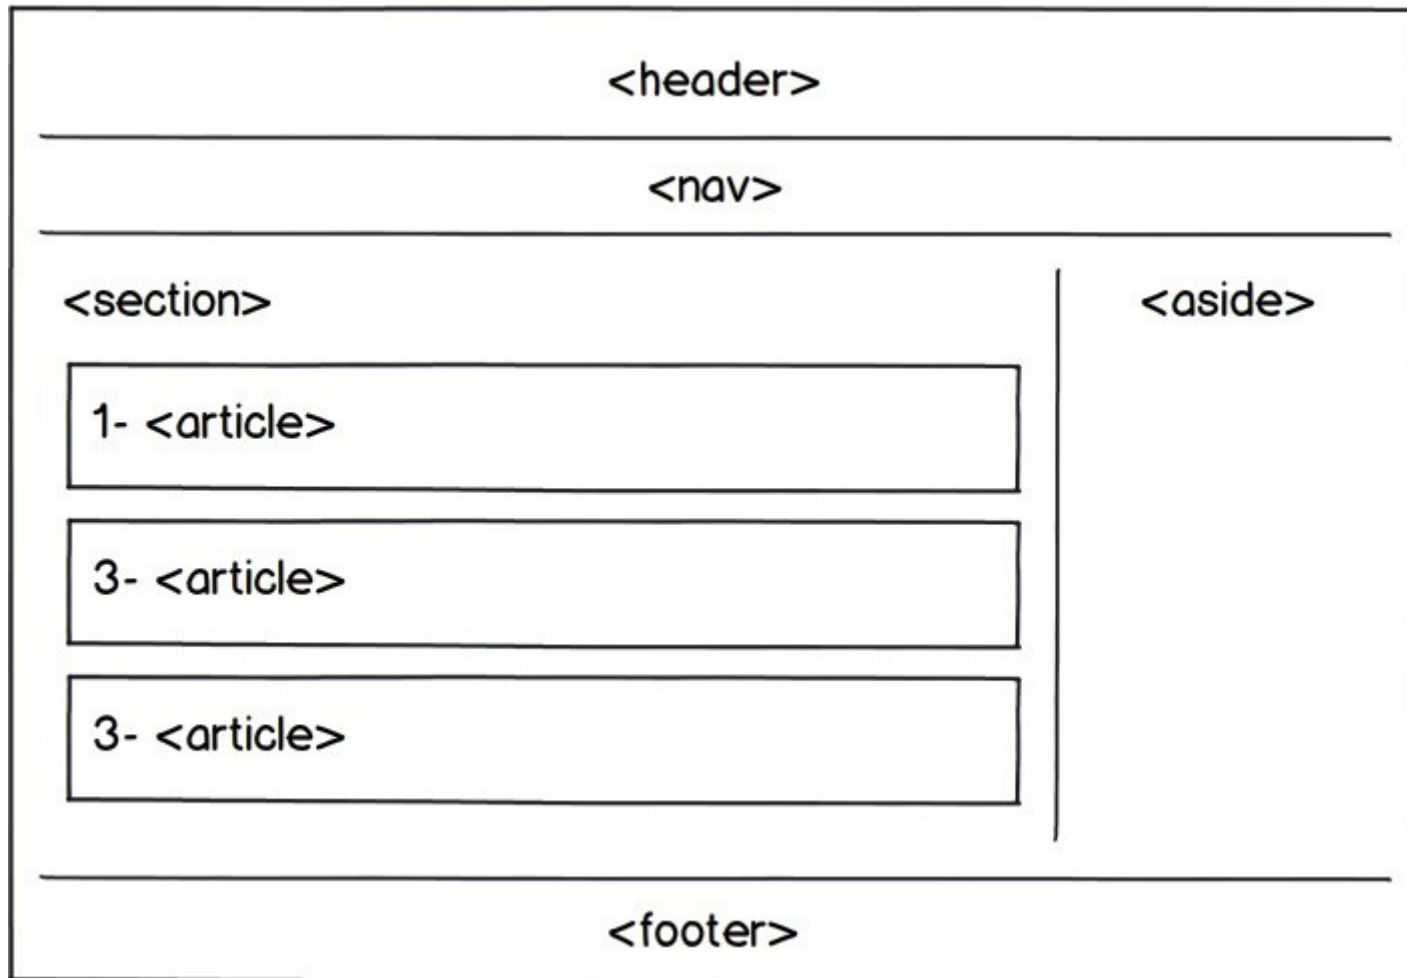 <header>
<nav>
<section>
<aside>
1- <article>
3- <article>
3- <article>
<footer>